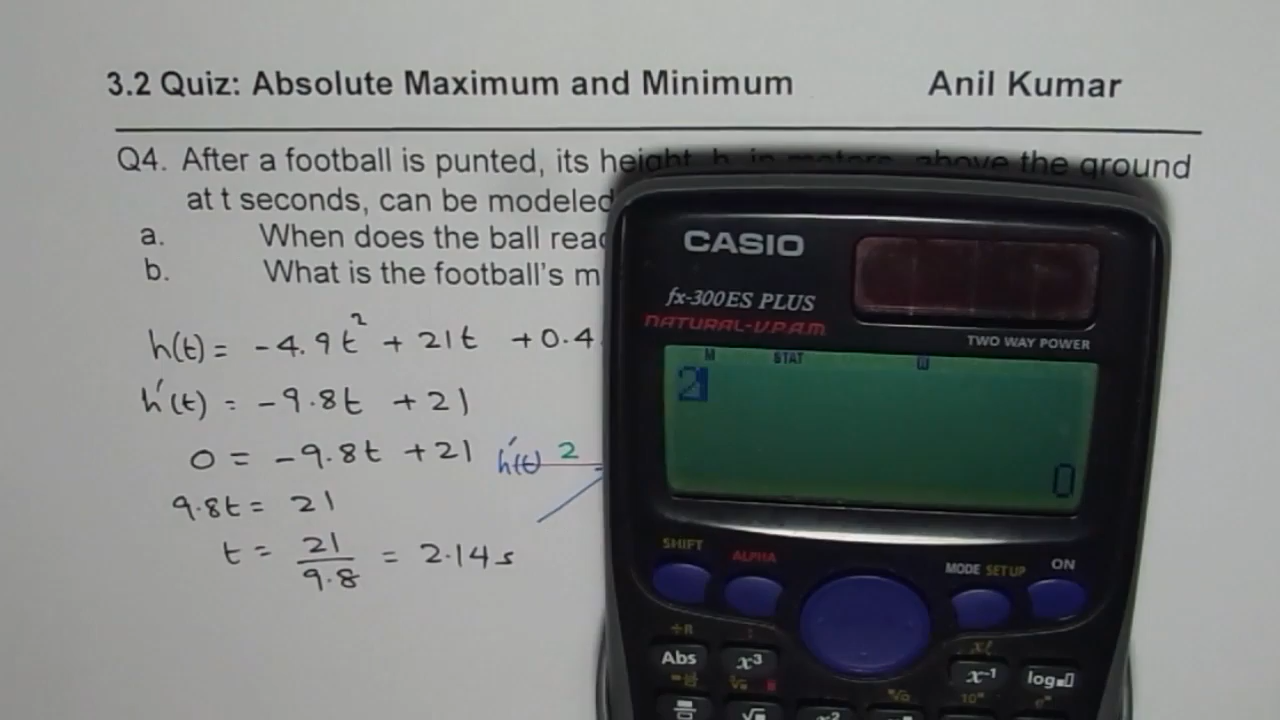 3.2 Quiz: Absolute Maximum and Minimum Anil Kumar
Q4. After a football is punted, its height, h, in meters, above the ground
at t seconds, can be modeled
a. When does the ball
b. What is the football's
h(t) = -4.9t² + 21t + 0.4
h'(t) = -9.8t + 21
0 = -9.8t + 21
h'(t) 2
9.8t = 21
t = 21/9.8 = 2.14s
CASIO
fx-300ES PLUS
NATURAL-V.P.A.M.
TWO WAY POWER
M STAT
2
0
SHIFT ALPHA MODE SETUP ON
Abs x³ x⁻¹ log